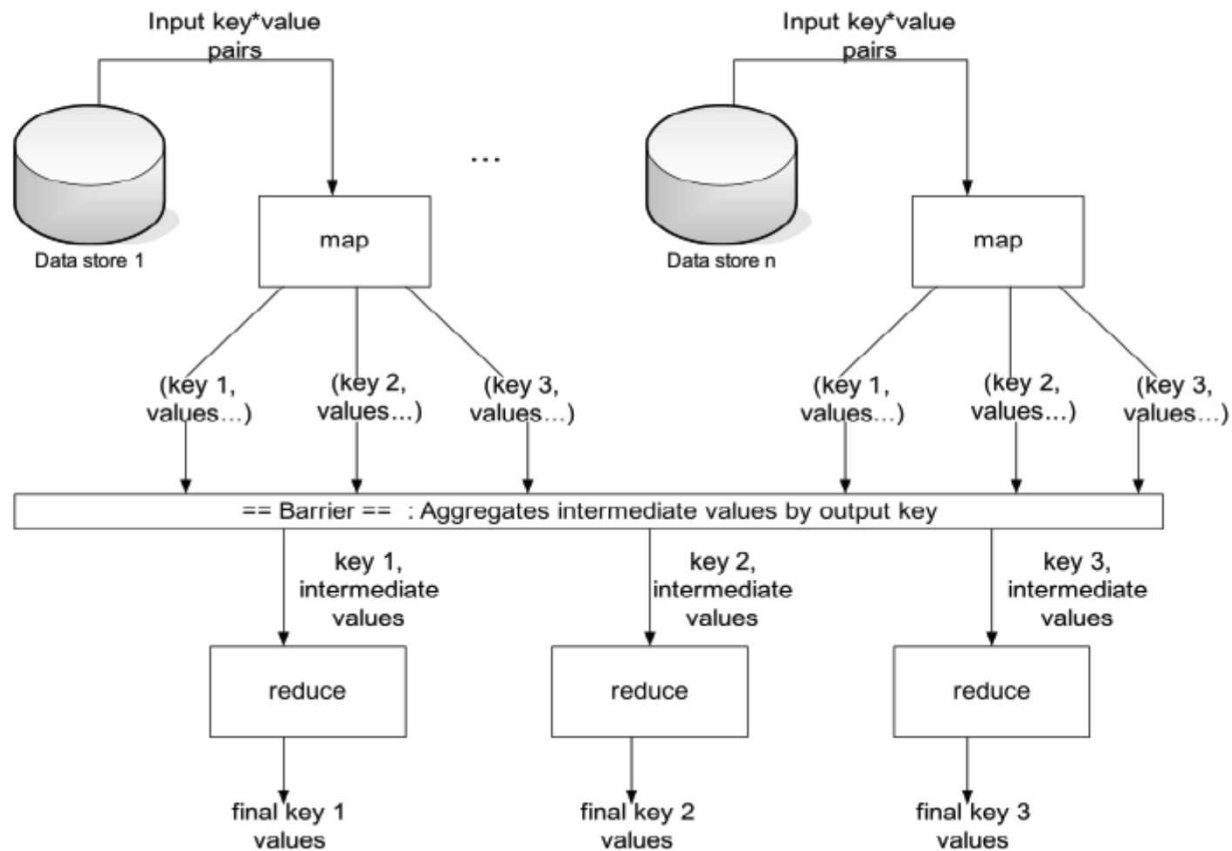 Input key*value
pairs
Input key*value
pairs
...
Data store 1
map
Data store n
map
(key 1,
values...)
(key 2,
values...)
(key 3,
values...)
(key 1,
values...)
(key 2,
values...)
(key 3,
values...)
== Barrier == : Aggregates intermediate values by output key
key 1,
intermediate
values
key 2,
intermediate
values
key 3,
intermediate
values
reduce
reduce
reduce
final key 1
values
final key 2
values
final key 3
values